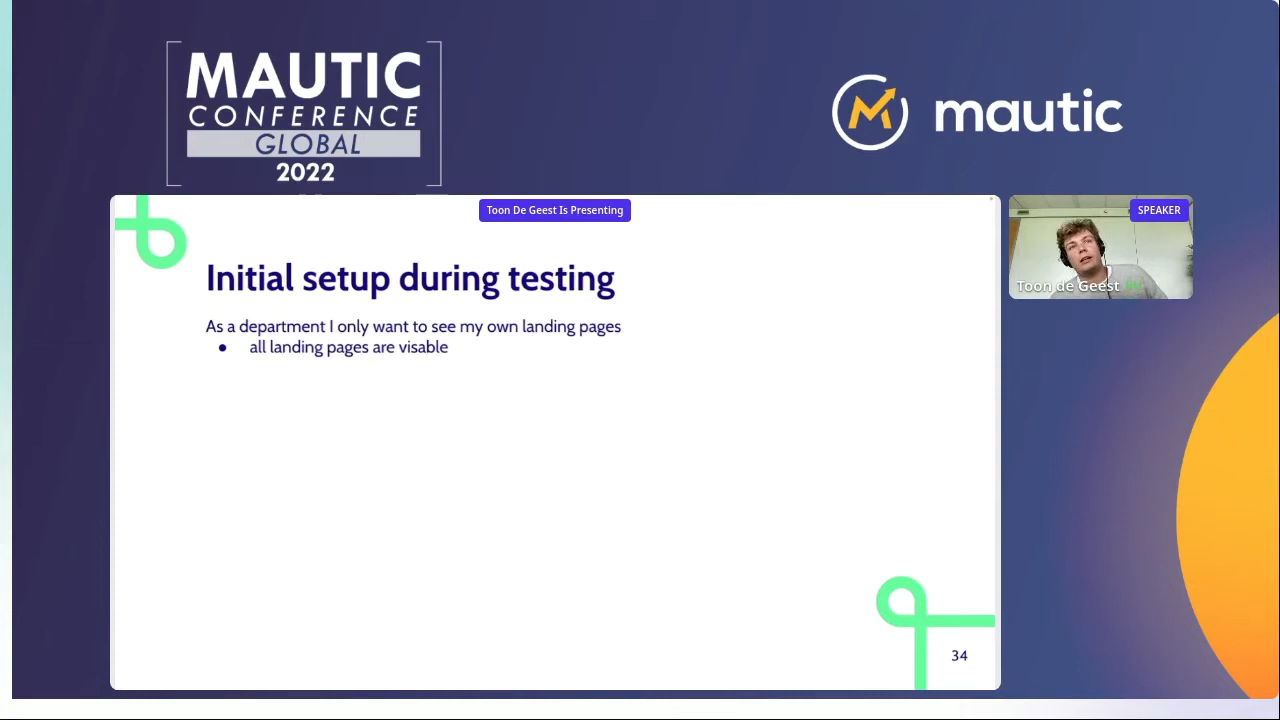 MAUTIC
CONFERENCE
GLOBAL
2022
mautic
Toon De Geest Is Presenting
SPEAKER
Toon de Geest
Initial setup during testing
As a department I only want to see my own landing pages
● all landing pages are visable
34